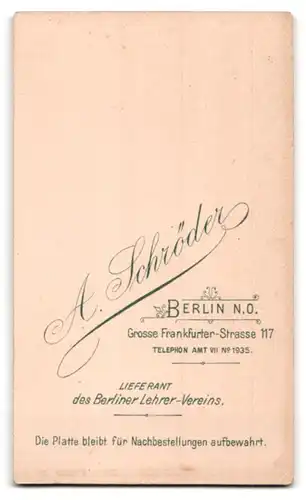 A. Schröder
BERLIN N.O.
Grosse Frankfurter-Strasse 117
TELEPHON AMT VII Nº 1935.
LIEFERANT
des Berliner Lehrer-Vereins.
Die Platte bleibt für Nachbestellungen aufbewahrt.